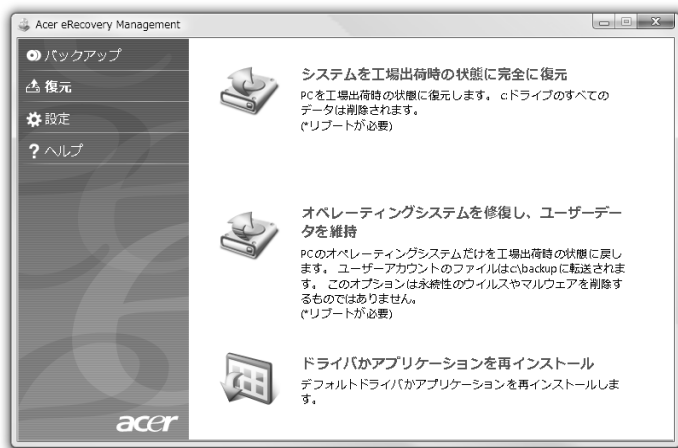 Acer eRecovery Management
バックアップ
復元
設定
? ヘルプ
システムを工場出荷時の状態に完全に復元
PCを工場出荷時の状態に復元します。 c:ドライブのすべての
データは削除されます。
(*リブートが必要)
オペレーティングシステムを修復し、ユーザーデー
タを維持
PCのオペレーティングシステムだけを工場出荷時の状態に戻し
ます。 ユーザーアカウントのファイルはc:\backupに転送されま
す。 このオプションは永続性のウイルスやマルウェアを削除す
るものではありません。
(*リブートが必要)
ドライバかアプリケーションを再インストール
デフォルトドライバかアプリケーションを再インストールしま
す。
acer